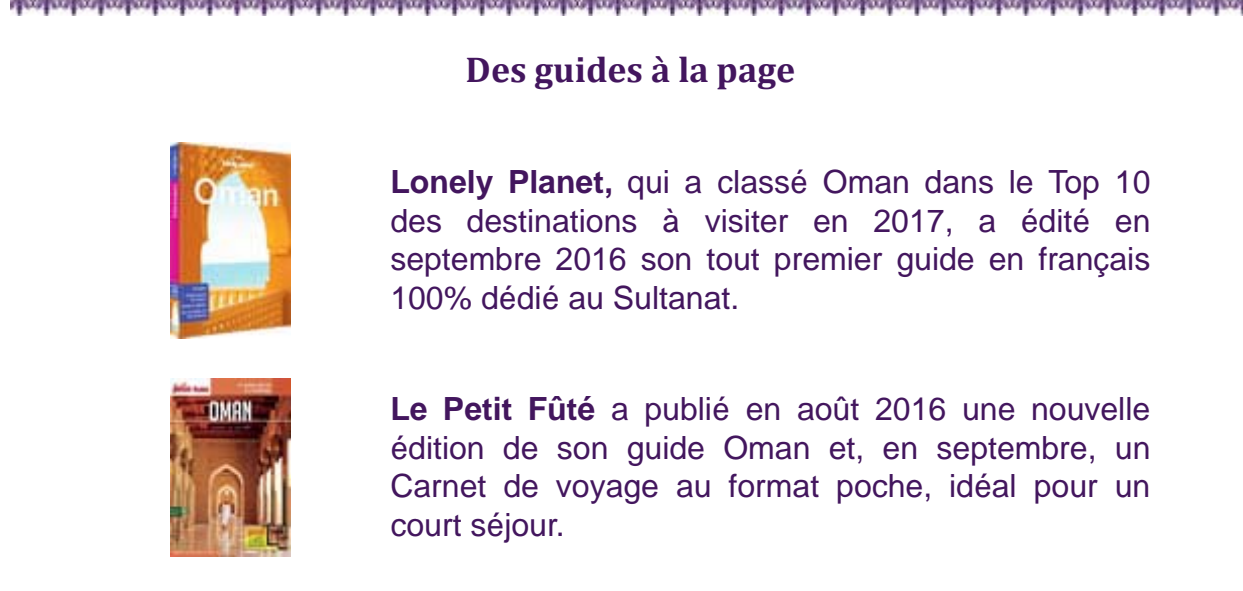 Des guides à la page
Oman
Lonely Planet, qui a classé Oman dans le Top 10
des destinations à visiter en 2017, a édité en
septembre 2016 son tout premier guide en français
100% dédié au Sultanat.
OMAN
Le Petit Fûté a publié en août 2016 une nouvelle
édition de son guide Oman et, en septembre, un
Carnet de voyage au format poche, idéal pour un
court séjour.